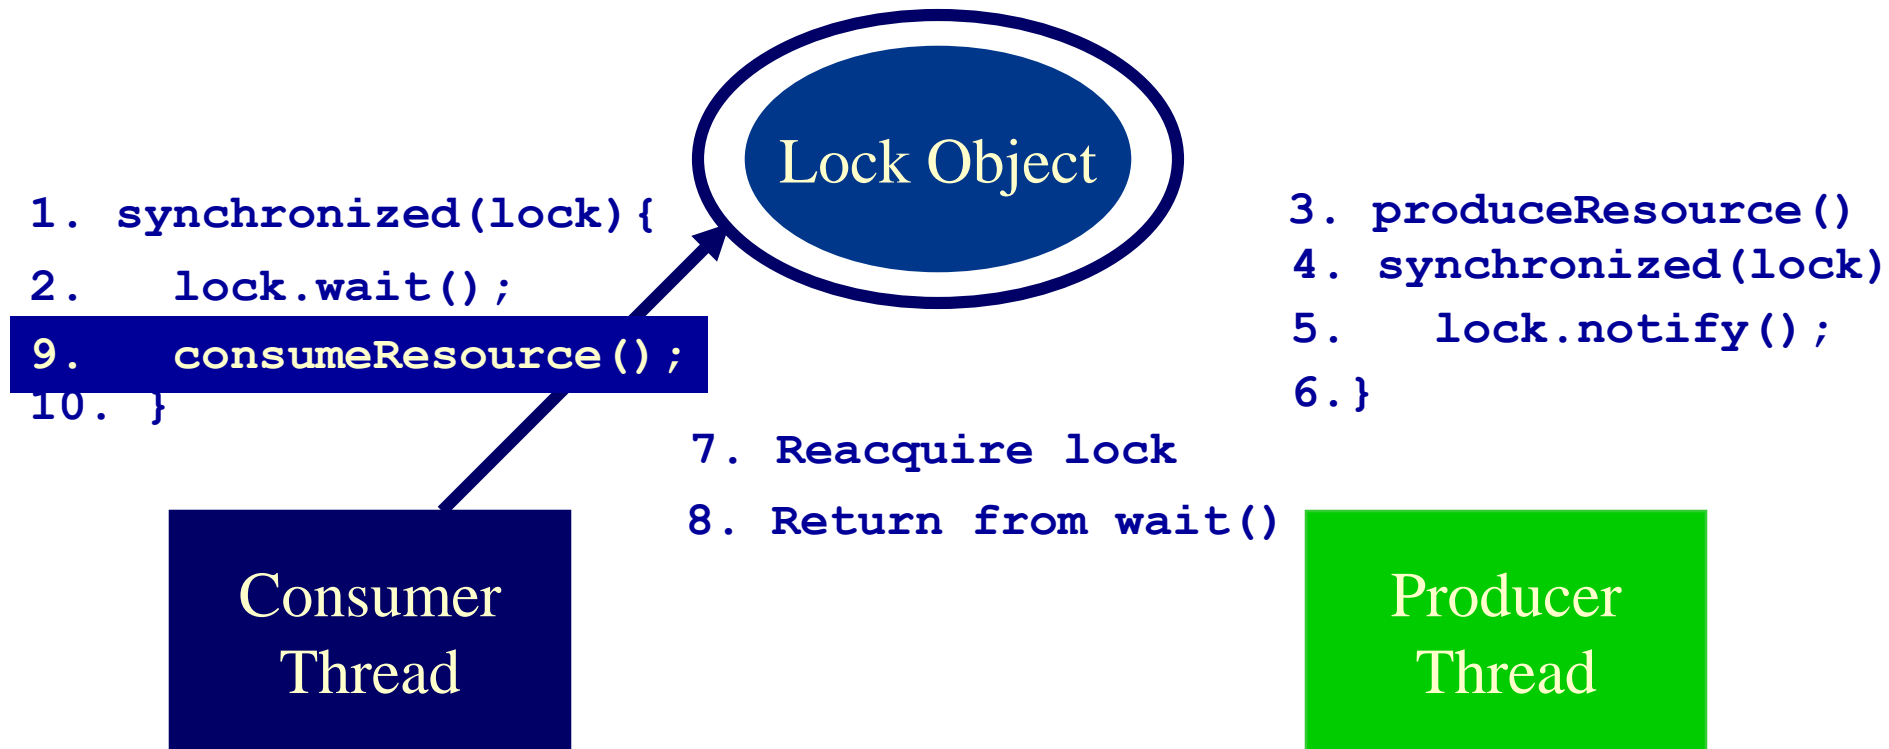 Lock Object
1. synchronized(lock){
2.   lock.wait();
9.   consumeResource();
10. }
3. produceResource()
4. synchronized(lock)
5.   lock.notify();
6.}
7. Reacquire lock
8. Return from wait()
Consumer
Thread
Producer
Thread